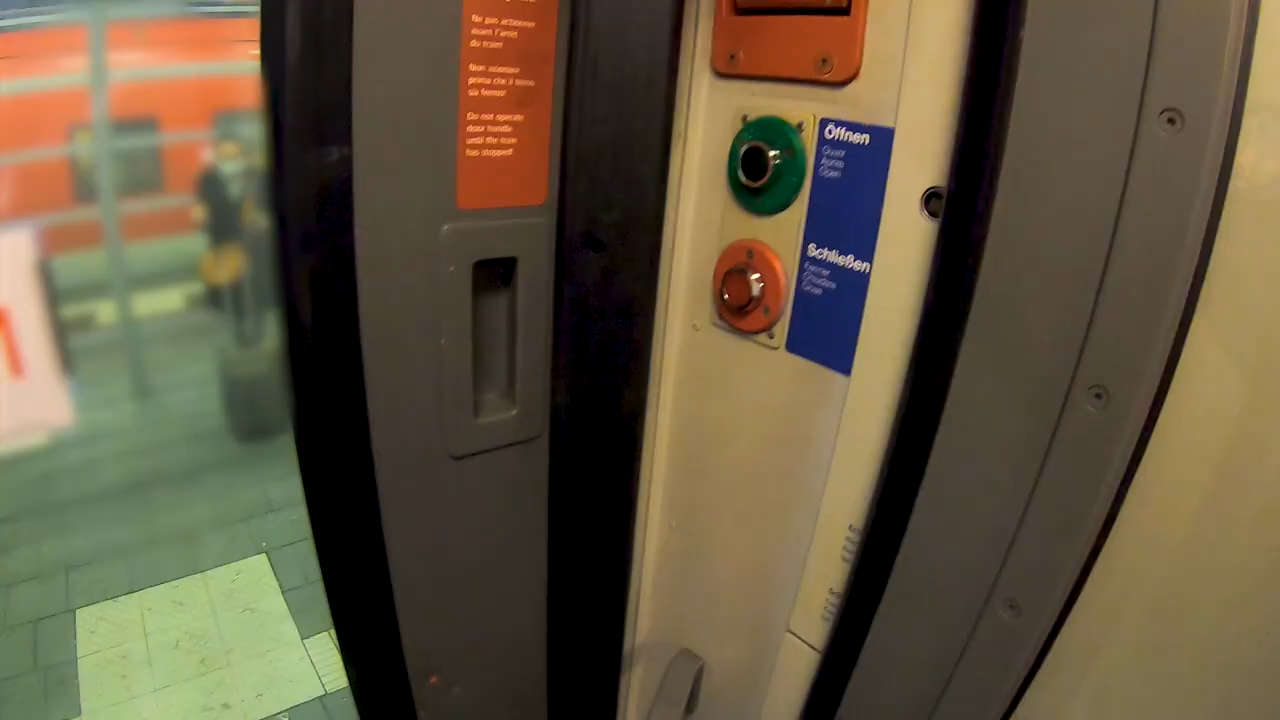 Ne pas actionner
avant l'arrêt
du train!
Non azionare
prima che il treno
sia fermo!
Do not operate
door handle
until the train
has stopped!
Öffnen
Ouvrir
Aprire
Open
Schließen
Fermer
Chiudere
Close